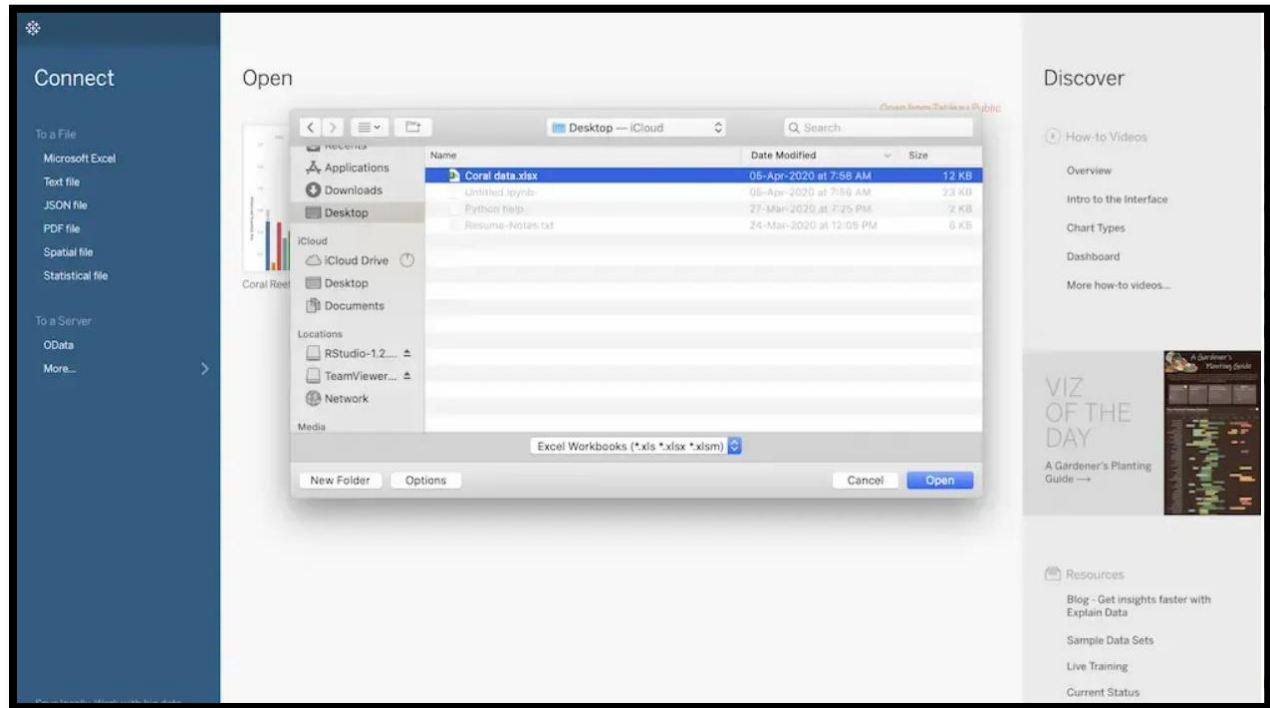 Connect
To a File
Microsoft Excel
Text file
JSON file
PDF file
Spatial file
Statistical file
To a Server
OData
More...
Open
Open from Tableau Public
Coral Reef
Desktop — iCloud
Search
Recents
Applications
Downloads
Desktop
iCloud
iCloud Drive
Desktop
Documents
Locations
RStudio-1.2....
TeamViewer...
Network
Media
Name
Date Modified
Size
Coral data.xlsx
05-Apr-2020 at 7:58 AM
12 KB
Untitled.ipynb
05-Apr-2020 at 7:56 AM
23 KB
Python help
27-Mar-2020 at 7:25 PM
2 KB
Resume-Notes.txt
24-Mar-2020 at 12:05 PM
6 KB
Excel Workbooks (*.xls *.xlsx *.xlsm)
New Folder
Options
Cancel
Open
Discover
How-to Videos
Overview
Intro to the Interface
Chart Types
Dashboard
More how-to videos...
VIZ
OF THE
DAY
A Gardener's Planting
Guide →
A Gardener's
Planting Guide
Resources
Blog - Get insights faster with
Explain Data
Sample Data Sets
Live Training
Current Status